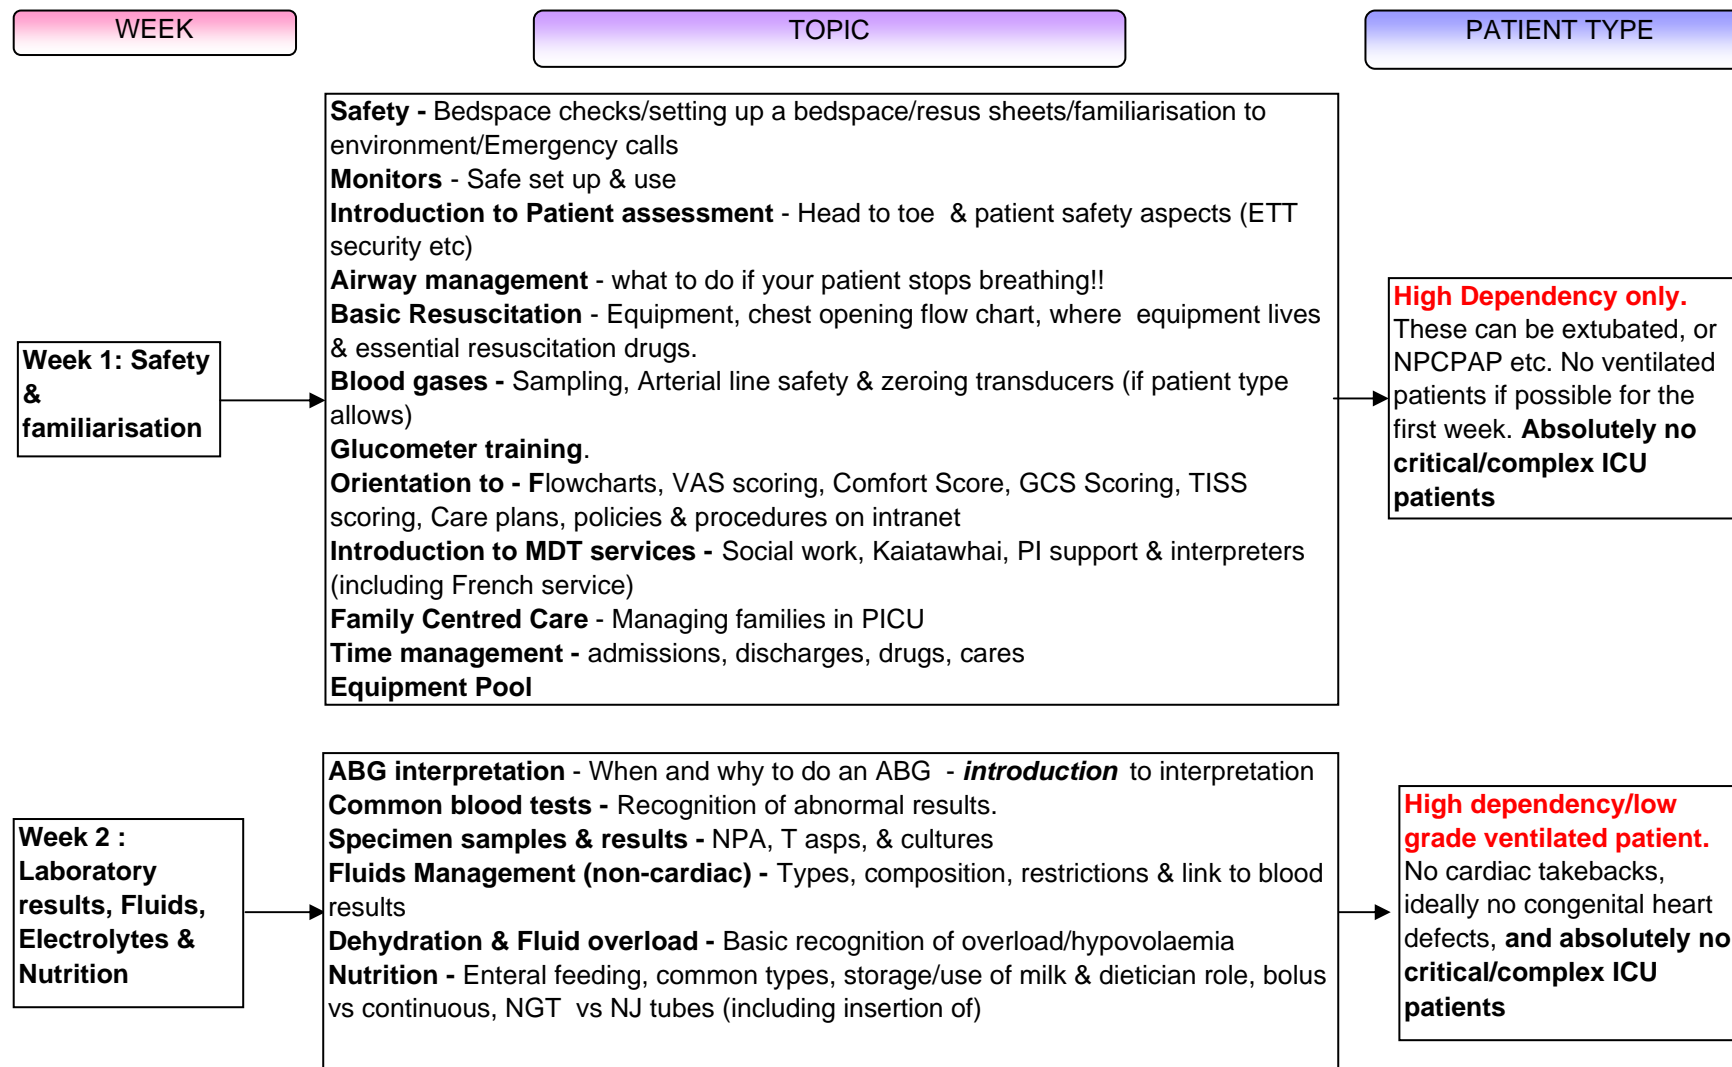 WEEK
TOPIC
PATIENT TYPE
Week 1: Safety
&
familiarisation
Safety - Bedspace checks/setting up a bedspace/resus sheets/familiarisation to
environment/Emergency calls
Monitors - Safe set up & use
Introduction to Patient assessment - Head to toe & patient safety aspects (ETT
security etc)
Airway management - what to do if your patient stops breathing!!
Basic Resuscitation - Equipment, chest opening flow chart, where equipment lives
& essential resuscitation drugs.
Blood gases - Sampling, Arterial line safety & zeroing transducers (if patient type
allows)
Glucometer training.
Orientation to - Flowcharts, VAS scoring, Comfort Score, GCS Scoring, TISS
scoring, Care plans, policies & procedures on intranet
Introduction to MDT services - Social work, Kaiatawhai, PI support & interpreters
(including French service)
Family Centred Care - Managing families in PICU
Time management - admissions, discharges, drugs, cares
Equipment Pool
High Dependency only.
These can be extubated, or
NPCPAP etc. No ventilated
patients if possible for the
first week. Absolutely no
critical/complex ICU
patients
Week 2 :
Laboratory
results, Fluids,
Electrolytes &
Nutrition
ABG interpretation - When and why to do an ABG - introduction to interpretation
Common blood tests - Recognition of abnormal results.
Specimen samples & results - NPA, T asps, & cultures
Fluids Management (non-cardiac) - Types, composition, restrictions & link to blood
results
Dehydration & Fluid overload - Basic recognition of overload/hypovolaemia
Nutrition - Enteral feeding, common types, storage/use of milk & dietician role, bolus
vs continuous, NGT vs NJ tubes (including insertion of)
High dependency/low
grade ventilated patient.
No cardiac takebacks,
ideally no congenital heart
defects, and absolutely no
critical/complex ICU
patients